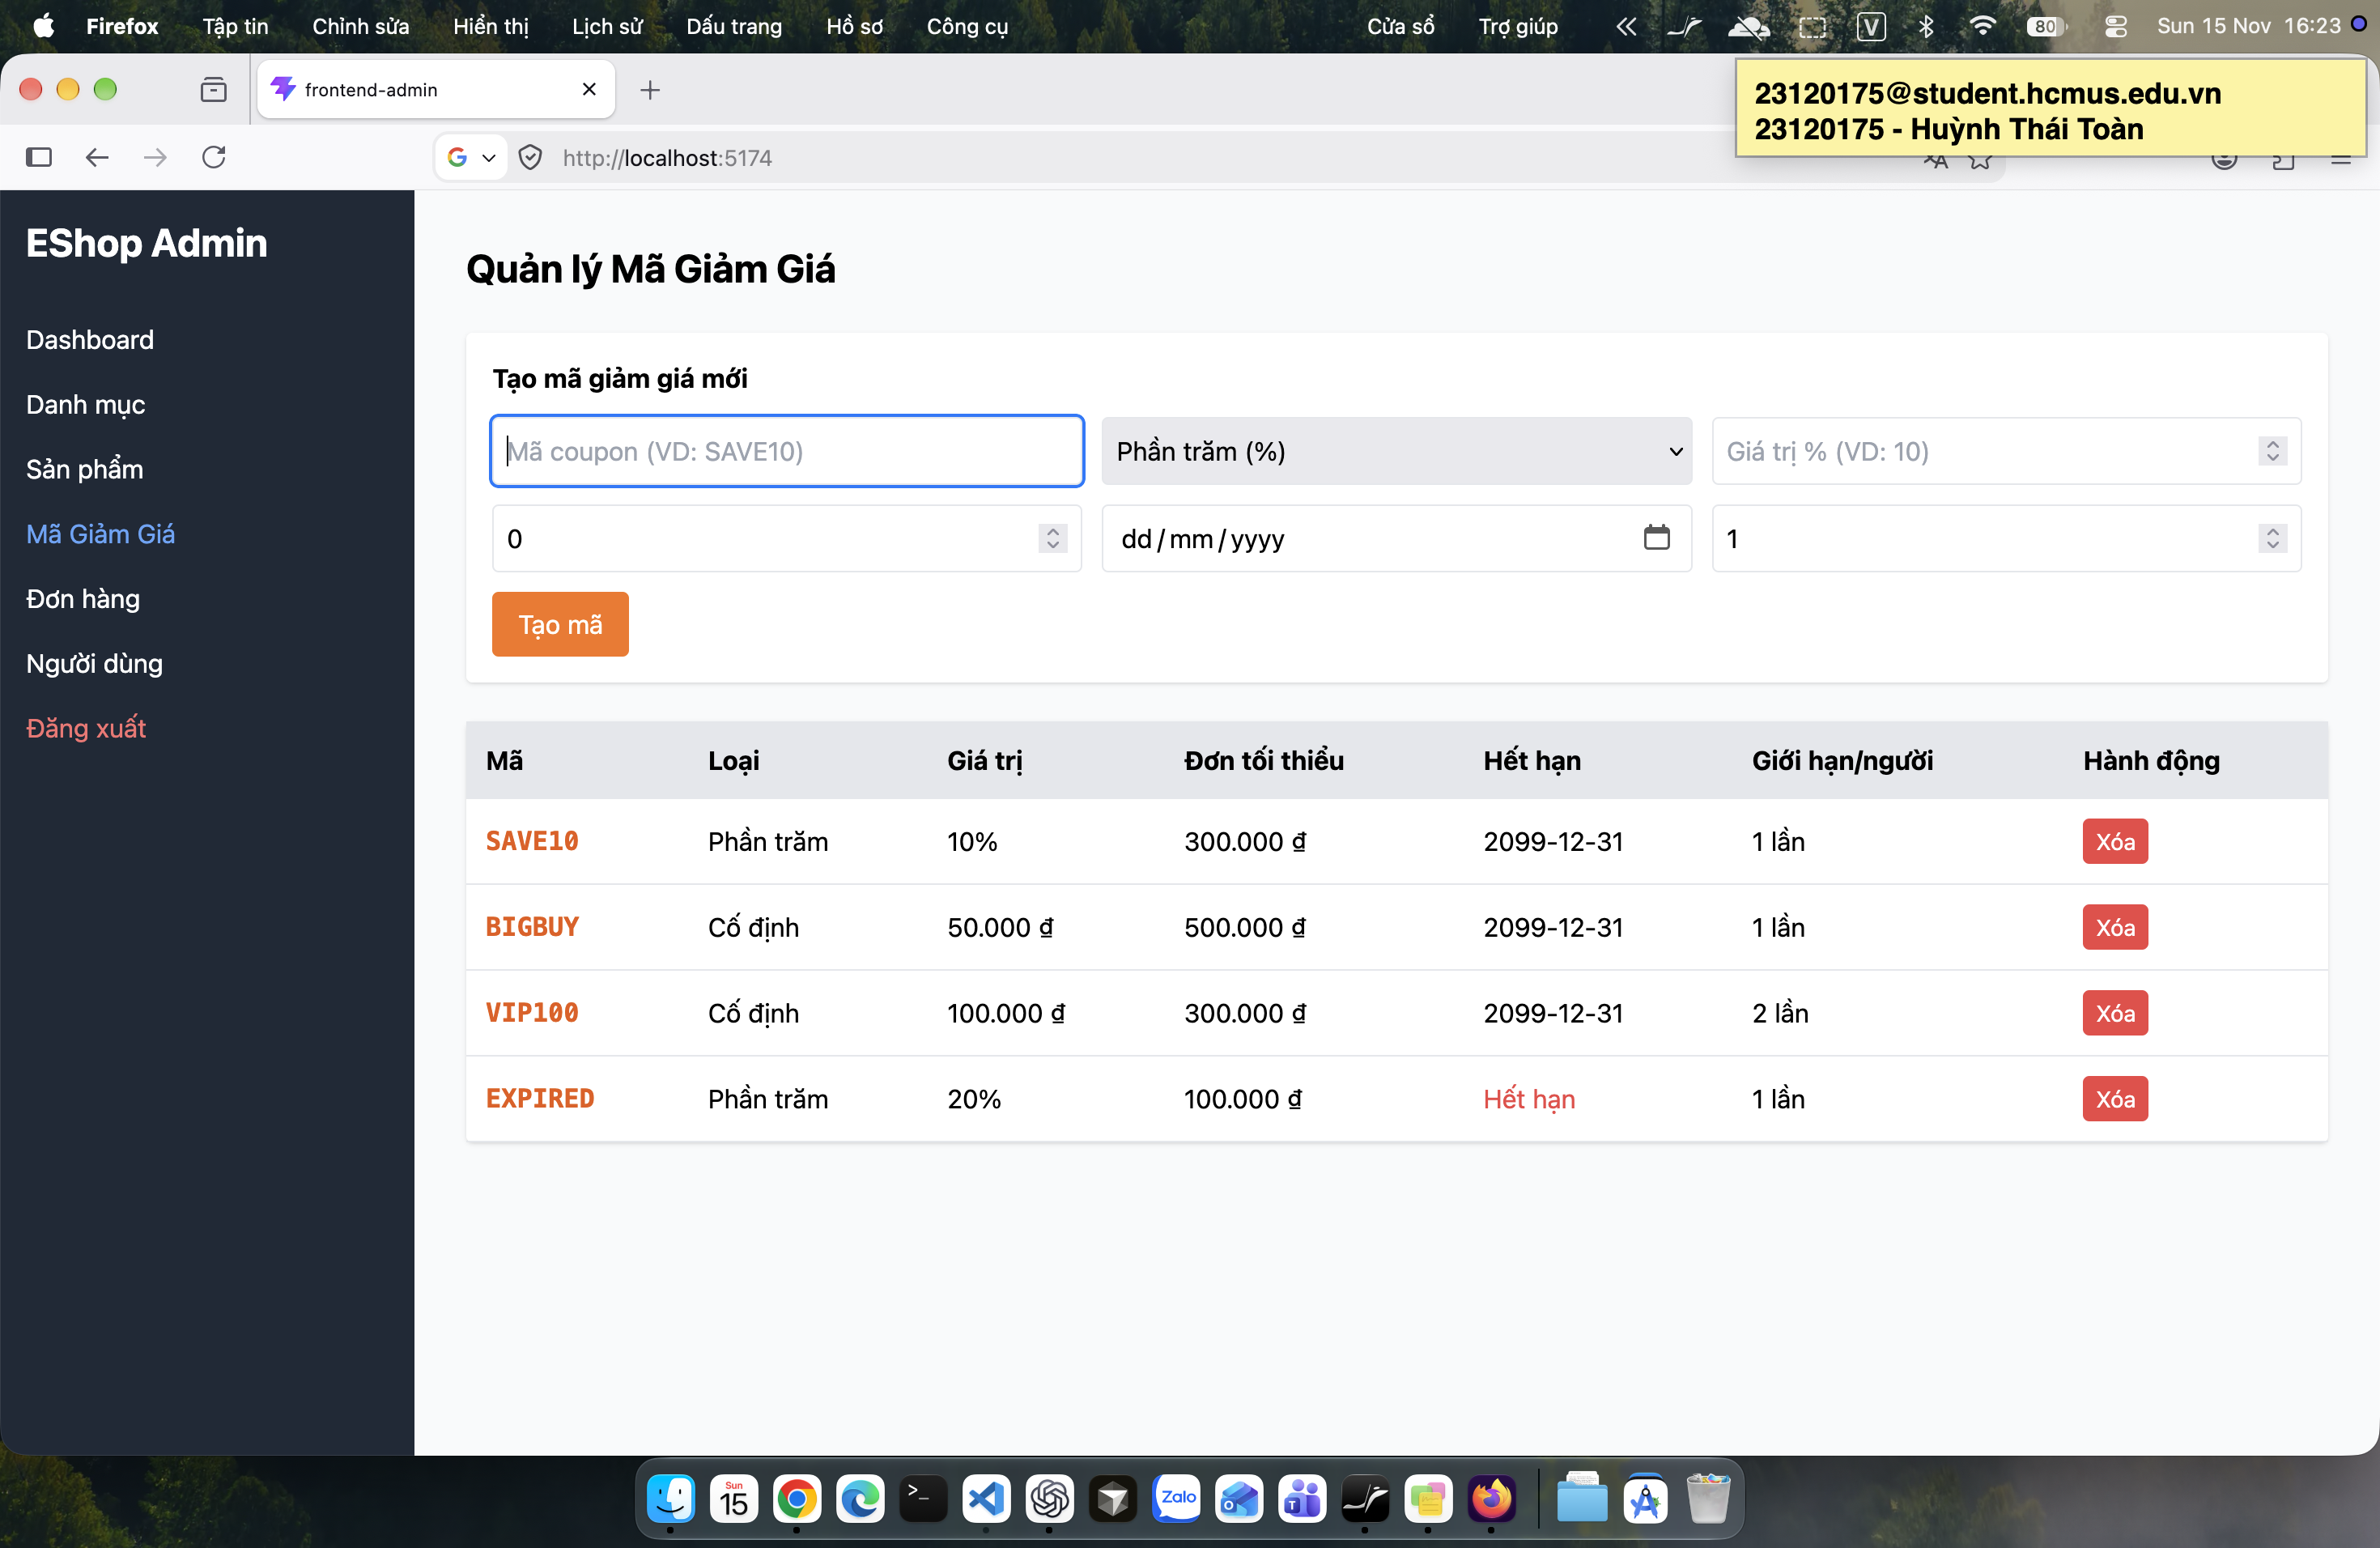 Firefox Tập tin Chỉnh sửa Hiển thị Lịch sử Dấu trang Hồ sơ Công cụ Cửa sổ Trợ giúp V 80 Sun 15 Nov 16:23
frontend-admin
23120175@student.hcmus.edu.vn
23120175 - Huỳnh Thái Toàn
http://localhost:5174
EShop Admin
Dashboard
Danh mục
Sản phẩm
Mã Giảm Giá
Đơn hàng
Người dùng
Đăng xuất
Quản lý Mã Giảm Giá
Tạo mã giảm giá mới
Mã coupon (VD: SAVE10) Phần trăm (%) Giá trị % (VD: 10)
0 dd/mm/yyyy 1
Tạo mã
Mã Loại Giá trị Đơn tối thiểu Hết hạn Giới hạn/người Hành động
SAVE10 Phần trăm 10% 300.000 ₫ 2099-12-31 1 lần Xóa
BIGBUY Cố định 50.000 ₫ 500.000 ₫ 2099-12-31 1 lần Xóa
VIP100 Cố định 100.000 ₫ 300.000 ₫ 2099-12-31 2 lần Xóa
EXPIRED Phần trăm 20% 100.000 ₫ Hết hạn 1 lần Xóa
Sun
15
Zalo